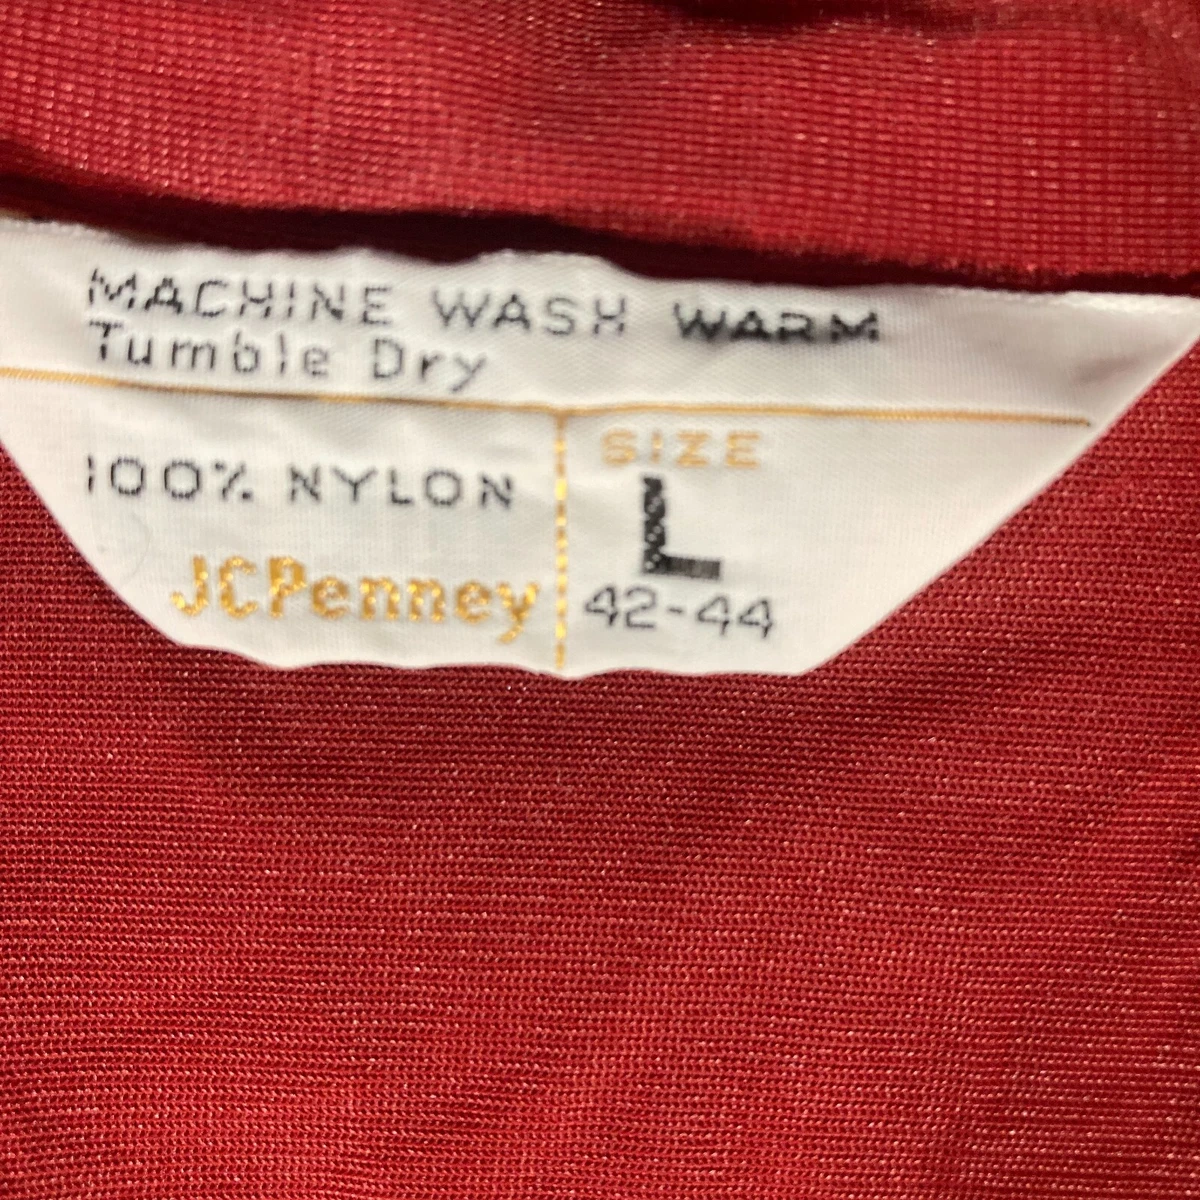 MACHINE WASH WARM
Tumble Dry
100% NYLON
JCPenney
SIZE
L
42-44